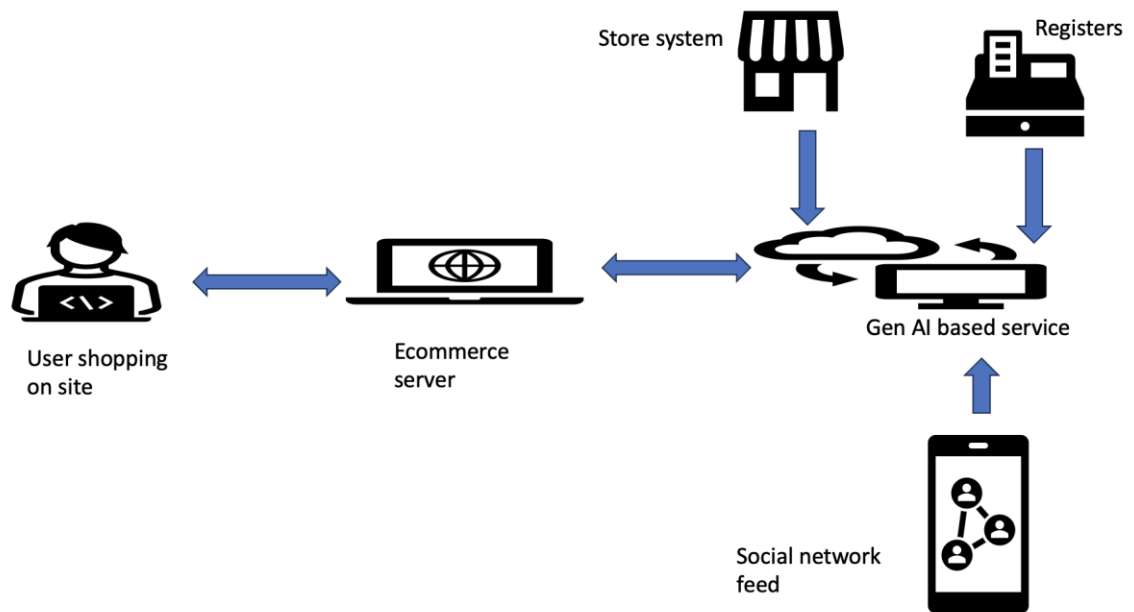 Store system
Registers
<\>
User shopping
on site
Ecommerce
server
Gen AI based service
Social network
feed